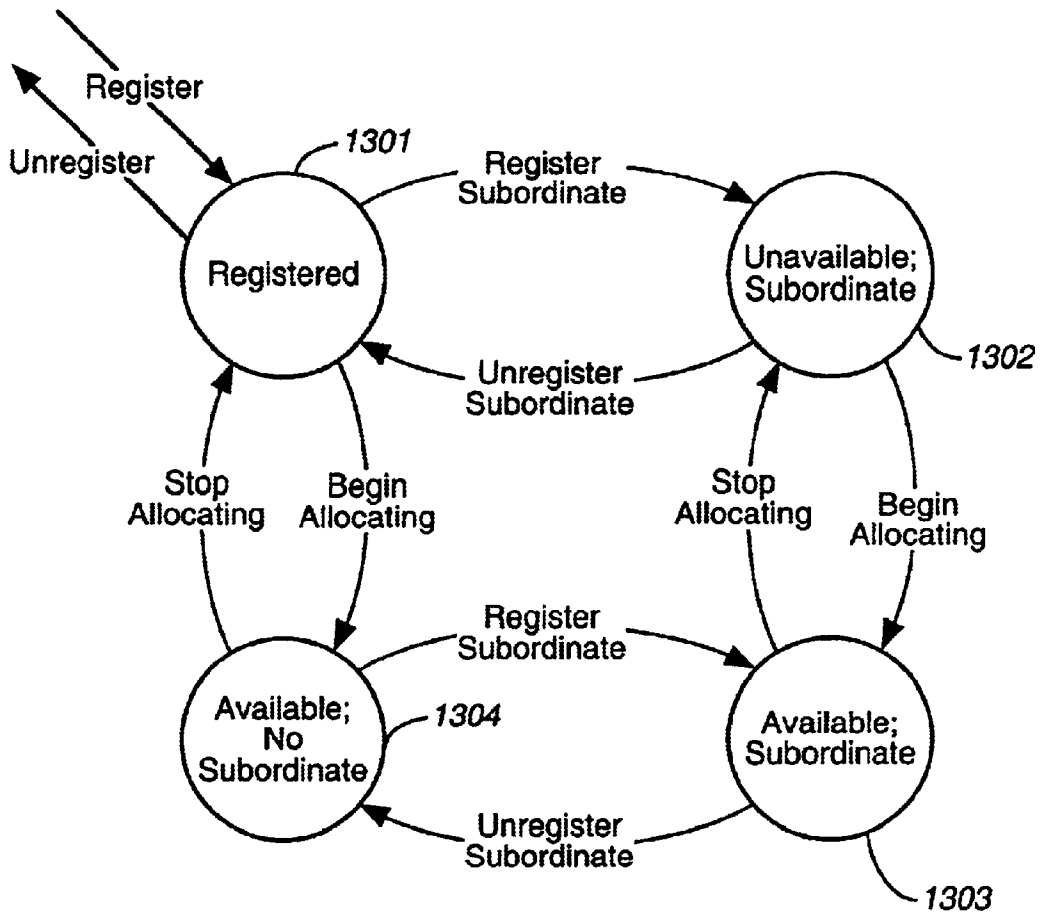 Register
Unregister
1301
Register
Subordinate
Registered
Unavailable;
Subordinate
1302
Unregister
Subordinate
Stop
Allocating
Begin
Allocating
Stop
Allocating
Begin
Allocating
Register
Subordinate
Available;
No
Subordinate
1304
Available;
Subordinate
Unregister
Subordinate
1303